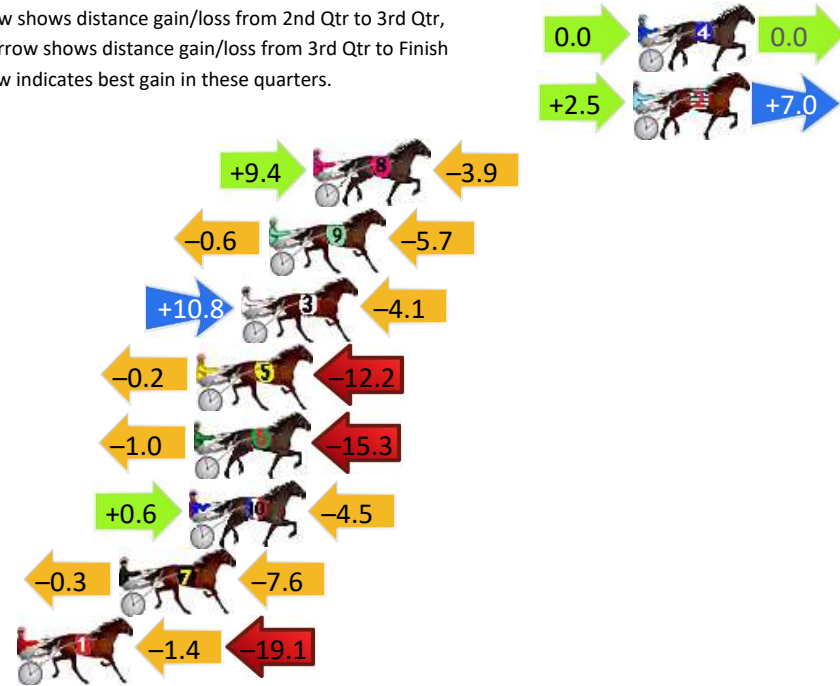 w shows distance gain/loss from 2nd Qtr to 3rd Qtr,
rrow shows distance gain/loss from 3rd Qtr to Finish
w indicates best gain in these quarters.
0.0 4 0.0
+2.5 2 +7.0
+9.4 8 –3.9
–0.6 9 –5.7
+10.8 3 –4.1
–0.2 5 –12.2
–1.0 –15.3
+0.6 10 –4.5
–0.3 7 –7.6
1 –1.4 –19.1